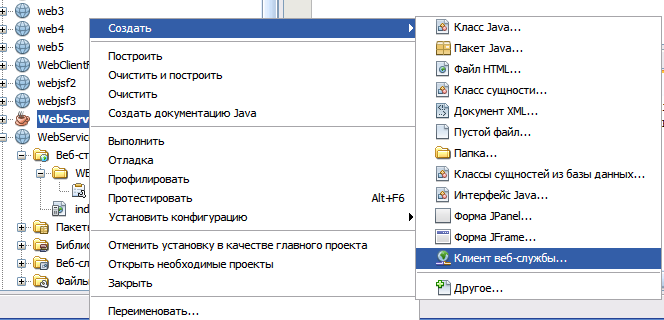 web3
web4
web5
WebClientF
webjsf2
webjsf3
WebServ
WebServic
Веб-ст
WE
ind
Пакеты
Библио
Веб-сл
Файлы
Создать
Построить
Очистить и построить
Очистить
Создать документацию Java
Выполнить
Отладка
Профилировать
Протестировать Alt+F6
Установить конфигурацию
Отменить установку в качестве главного проекта
Открыть необходимые проекты
Закрыть
Переименовать...
Класс Java...
Пакет Java...
Файл HTML...
Класс сущности...
Документ XML...
Пустой файл...
Папка...
Классы сущностей из базы данных...
Интерфейс Java...
Форма JPanel...
Форма JFrame...
Клиент веб-службы...
Другое...